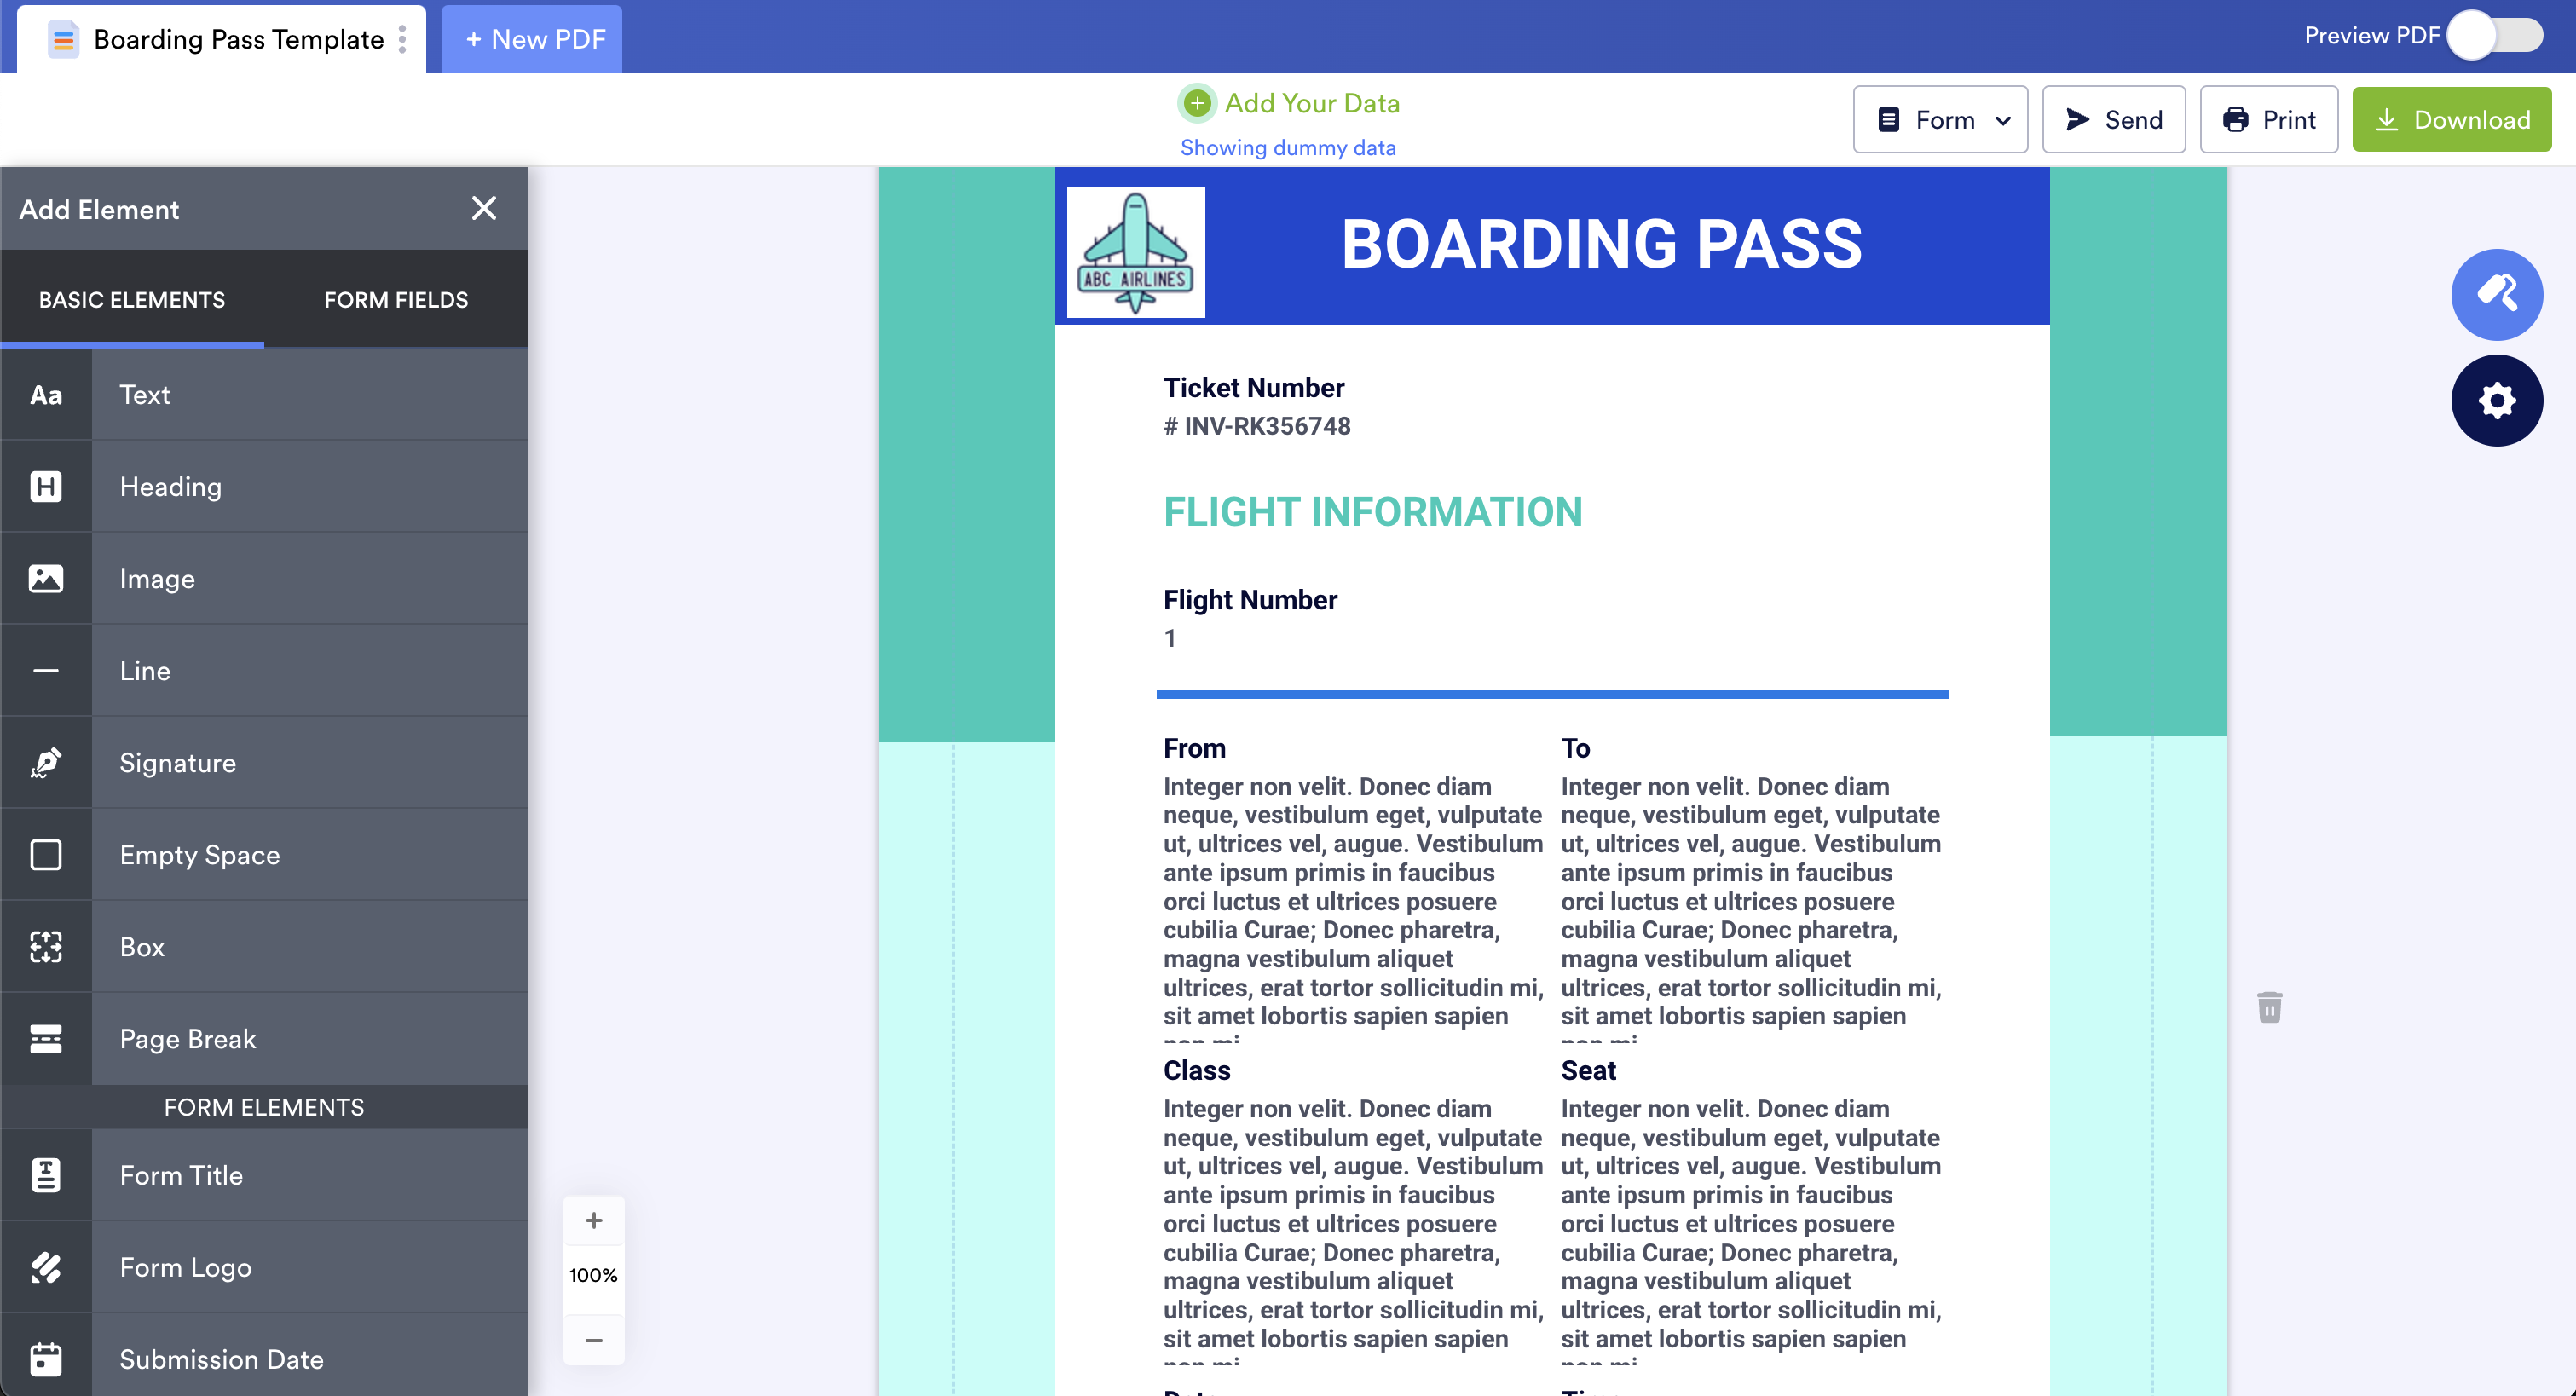 Boarding Pass Template
+ New PDF
Preview PDF
Add Your Data
Showing dummy data
Form
Send
Print
Download
Add Element
BASIC ELEMENTS
FORM FIELDS
Aa Text
H Heading
Image
Line
Signature
Empty Space
Box
Page Break
FORM ELEMENTS
Form Title
Form Logo
Submission Date
+
100%
−
ABC AIRLINES
BOARDING PASS
Ticket Number
# INV-RK356748
FLIGHT INFORMATION
Flight Number
1
From
Integer non velit. Donec diam
neque, vestibulum eget, vulputate
ut, ultrices vel, augue. Vestibulum
ante ipsum primis in faucibus
orci luctus et ultrices posuere
cubilia Curae; Donec pharetra,
magna vestibulum aliquet
ultrices, erat tortor sollicitudin mi,
sit amet lobortis sapien sapien
To
Integer non velit. Donec diam
neque, vestibulum eget, vulputate
ut, ultrices vel, augue. Vestibulum
ante ipsum primis in faucibus
orci luctus et ultrices posuere
cubilia Curae; Donec pharetra,
magna vestibulum aliquet
ultrices, erat tortor sollicitudin mi,
sit amet lobortis sapien sapien
Class
Integer non velit. Donec diam
neque, vestibulum eget, vulputate
ut, ultrices vel, augue. Vestibulum
ante ipsum primis in faucibus
orci luctus et ultrices posuere
cubilia Curae; Donec pharetra,
magna vestibulum aliquet
ultrices, erat tortor sollicitudin mi,
sit amet lobortis sapien sapien
Seat
Integer non velit. Donec diam
neque, vestibulum eget, vulputate
ut, ultrices vel, augue. Vestibulum
ante ipsum primis in faucibus
orci luctus et ultrices posuere
cubilia Curae; Donec pharetra,
magna vestibulum aliquet
ultrices, erat tortor sollicitudin mi,
sit amet lobortis sapien sapien